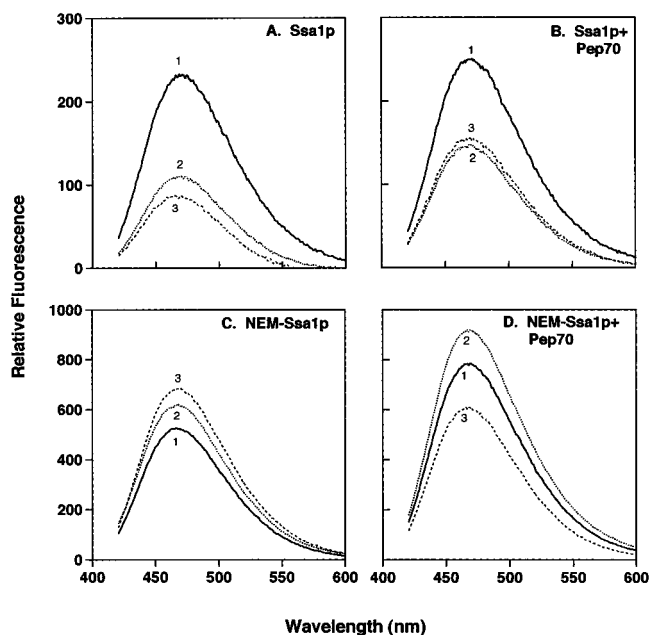 A. Ssa1p
B. Ssa1p+
Pep70
300
200
100
0
1
2
3
1
3
2
Relative Fluorescence
C. NEM-Ssa1p
D. NEM-Ssa1p+
Pep70
1000
800
600
400
200
0
3
2
1
2
1
3
400 450 500 550 600
400 450 500 550 600
Wavelength (nm)